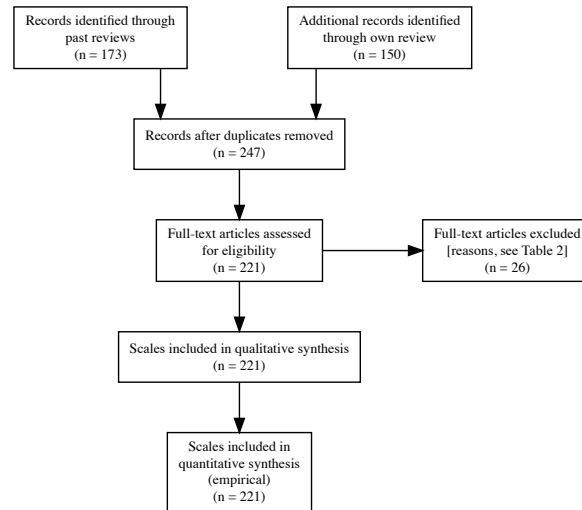 Records identified through
past reviews
(n = 173)
Additional records identified
through own review
(n = 150)
Records after duplicates removed
(n = 247)
Full-text articles assessed
for eligibility
(n = 221)
Full-text articles excluded
[reasons, see Table 2]
(n = 26)
Scales included in qualitative synthesis
(n = 221)
Scales included in
quantitative synthesis
(empirical)
(n = 221)